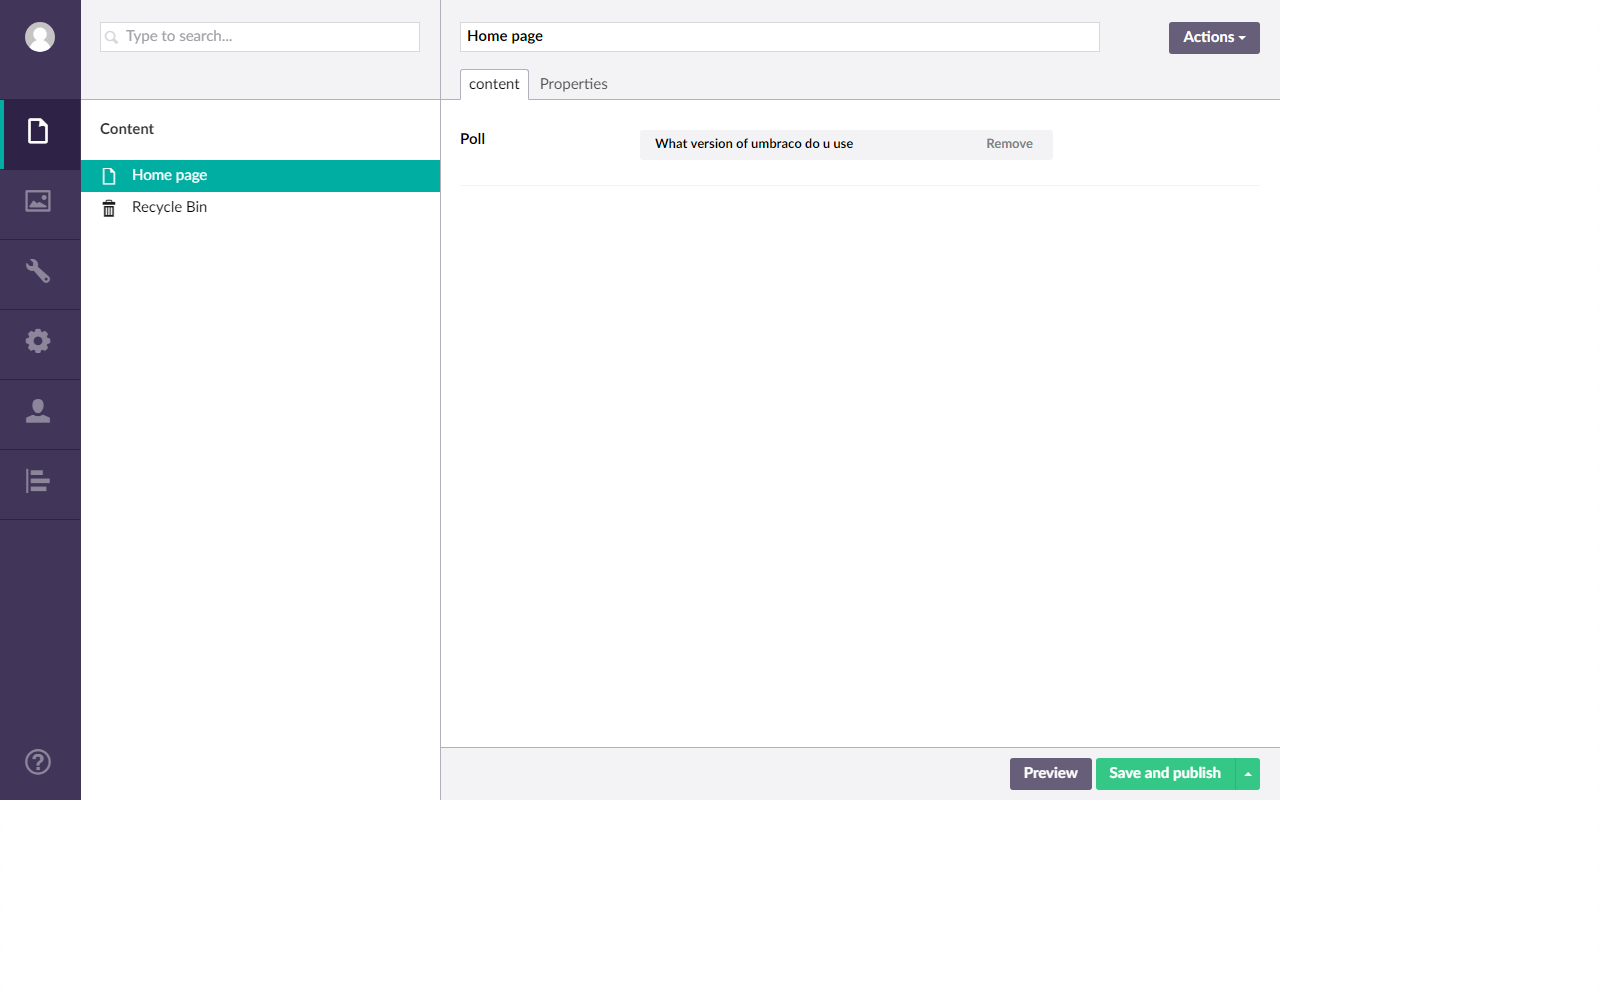 Type to search...
Home page
Actions
content
Properties
Content
Poll
What version of umbraco do u use
Remove
Home page
Recycle Bin
Preview
Save and publish
?